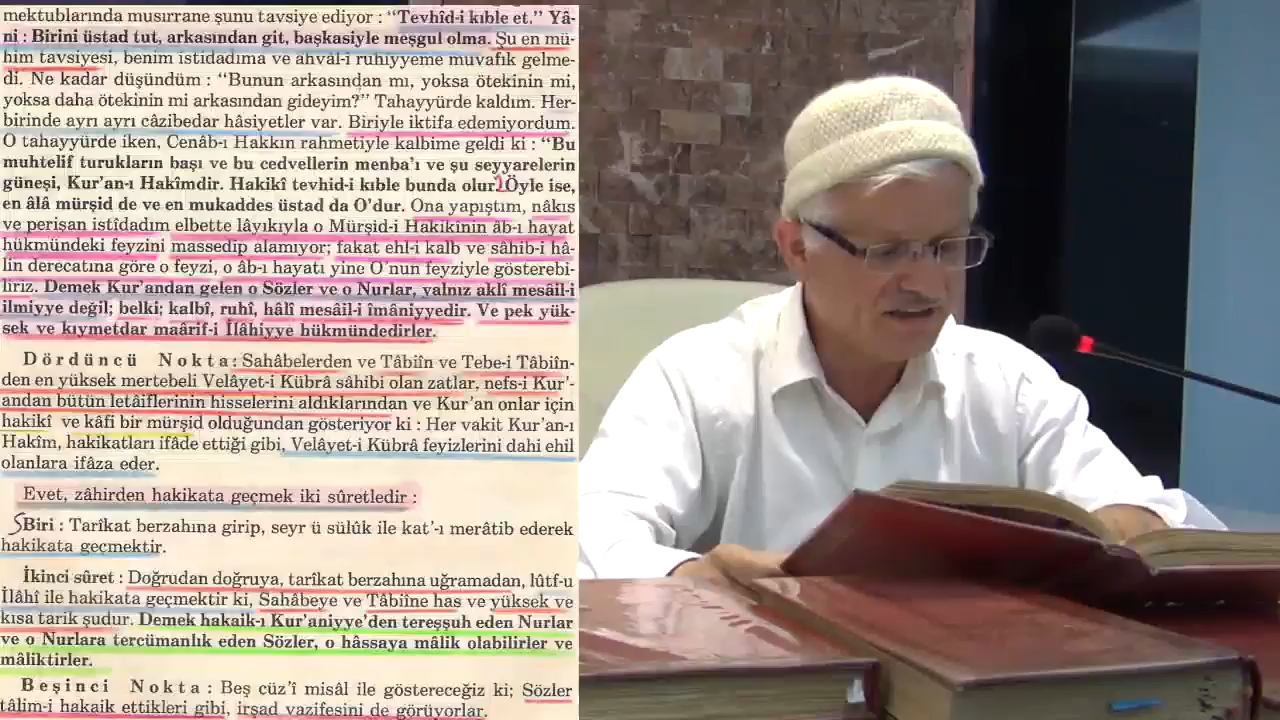 mektublarında musırrane şunu tavsiye ediyor : “Tevhîd-i kıble et.” Yâ-
ni : Birini üstad tut, arkasından git, başkasiyle meşgul olma. Şu en mü-
him tavsiyesi, benim istidadıma ve ahvâl-i ruhiyyeme muvafık gelme-
di. Ne kadar düşündüm : “Bunun arkasından mı, yoksa ötekinin mi,
yoksa daha ötekinin mi arkasından gideyim?” Tahayyürde kaldım. Her-
birinde ayrı ayrı câzibedar hâsiyetler var. Biriyle iktifa edemiyordum.
O tahayyürde iken, Cenâb-ı Hakkın rahmetiyle kalbime geldi ki : “Bu
muhtelif turukların başı ve bu cedvellerin menba’ı ve şu seyyarelerin
güneşi, Kur’an-ı Hakîmdir. Hakikî tevhid-i kıble bunda olur. Öyle ise,
en âlâ mürşid de ve en mukaddes üstad da O’dur. Ona yapıştım, nâkıs
ve perişan istîdadım elbette lâyıkıyla o Mürşid-i Hakikînin âb-ı hayat
hükmündeki feyzini massedip alamıyor; fakat ehl-i kalb ve sâhib-i hâ-
lin derecatına göre o feyzi, o âb-ı hayatı yine O’nun feyziyle gösterebi-
liriz. Demek Kur’andan gelen o Sözler ve o Nurlar, yalnız aklî mesâil-i
ilmiyye değil; belki; kalbî, ruhî, hâlî mesâil-i îmâniyyedir. Ve pek yük-
sek ve kıymetdar maârif-i İlâhiyye hükmündedirler.
Dördüncü Nokta : Sahâbelerden ve Tâbiîn ve Tebe-i Tâbiîn-
den en yüksek mertebeli Velâyet-i Kübrâ sâhibi olan zatlar, nefs-i Kur’-
andan bütün letâiflerinin hisselerini aldıklarından ve Kur’an onlar için
hakikî ve kâfi bir mürşid olduğundan gösteriyor ki : Her vakit Kur’an-ı
Hakîm, hakikatları ifâde ettiği gibi, Velâyet-i Kübrâ feyizlerini dahi ehil
olanlara ifâza eder.
Evet, zâhirden hakikata geçmek iki sûretledir :
Biri : Tarîkat berzahına girip, seyr ü sülûk ile kat’-ı merâtib ederek
hakikata geçmektir.
İkinci sûret : Doğrudan doğruya, tarîkat berzahına uğramadan, lûtf-u
İlâhî ile hakikata geçmektir ki, Sahâbeye ve Tâbiîne has ve yüksek ve
kısa tarik şudur. Demek hakaik-ı Kur’aniyye’den tereşşuh eden Nurlar
ve o Nurlara tercümanlık eden Sözler, o hâssaya mâlik olabilirler ve
mâliktirler.
Beşinci Nokta : Beş cüz’î misâl ile göstereceğiz ki; Sözler
tâlim-i hakaik ettikleri gibi, irşad vazifesini de görüyorlar.